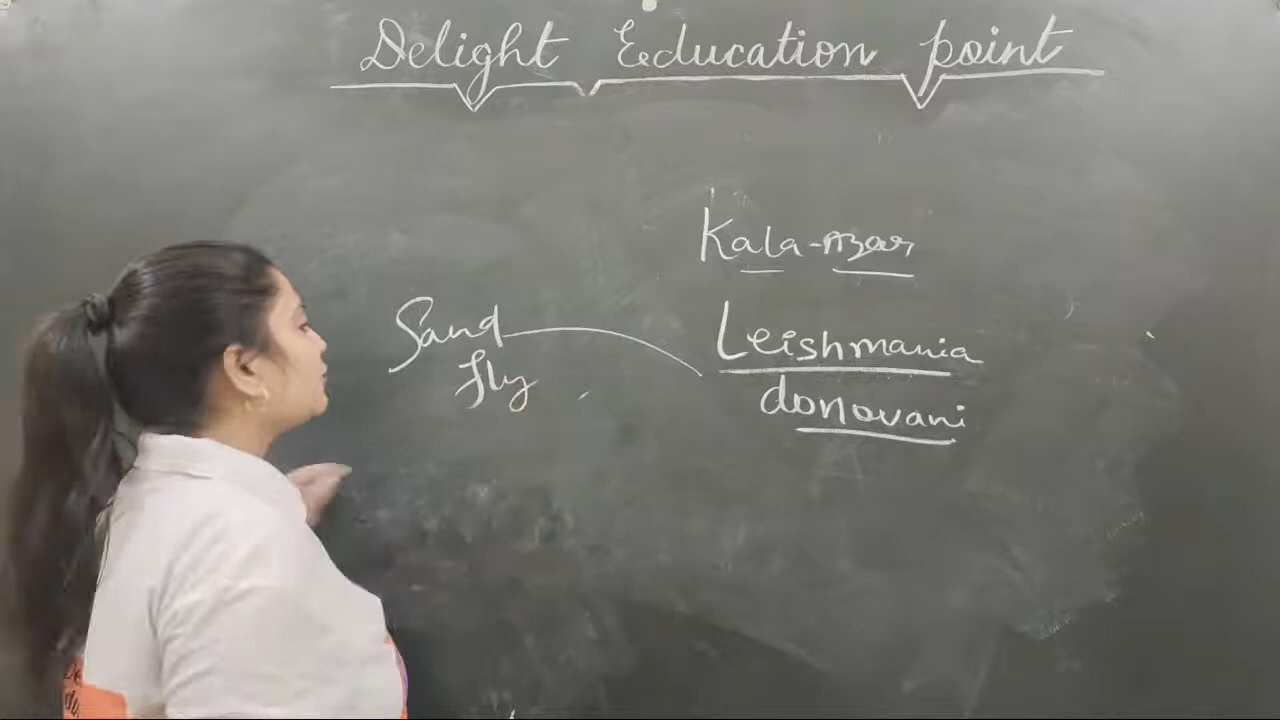 Delight Education point
Kala-Azar
Sand
fly
Leishmania
donovani